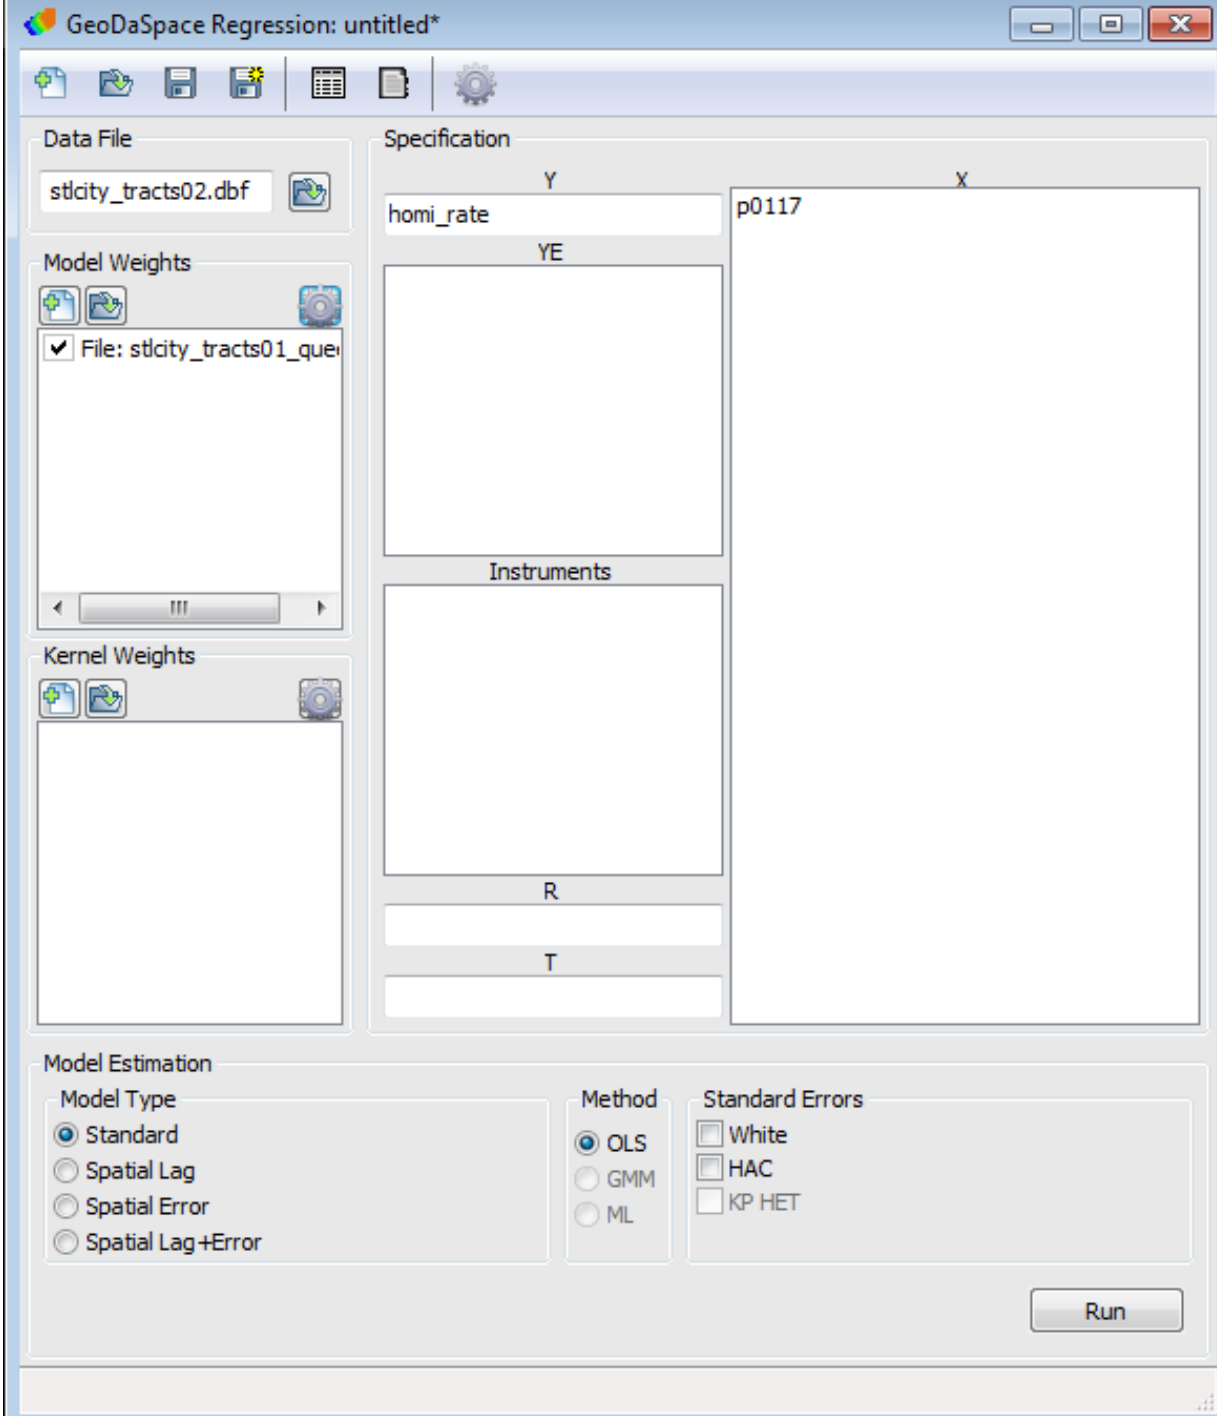 GeoDaSpace Regression: untitled*
Data File
stlcity_tracts02.dbf
Model Weights
File: stlcity_tracts01_quee
Kernel Weights
Specification
Y
homi_rate
YE
Instruments
R
T
X
p0117
Model Estimation
Model Type
Standard
Spatial Lag
Spatial Error
Spatial Lag+Error
Method
OLS
GMM
ML
Standard Errors
White
HAC
KP HET
Run